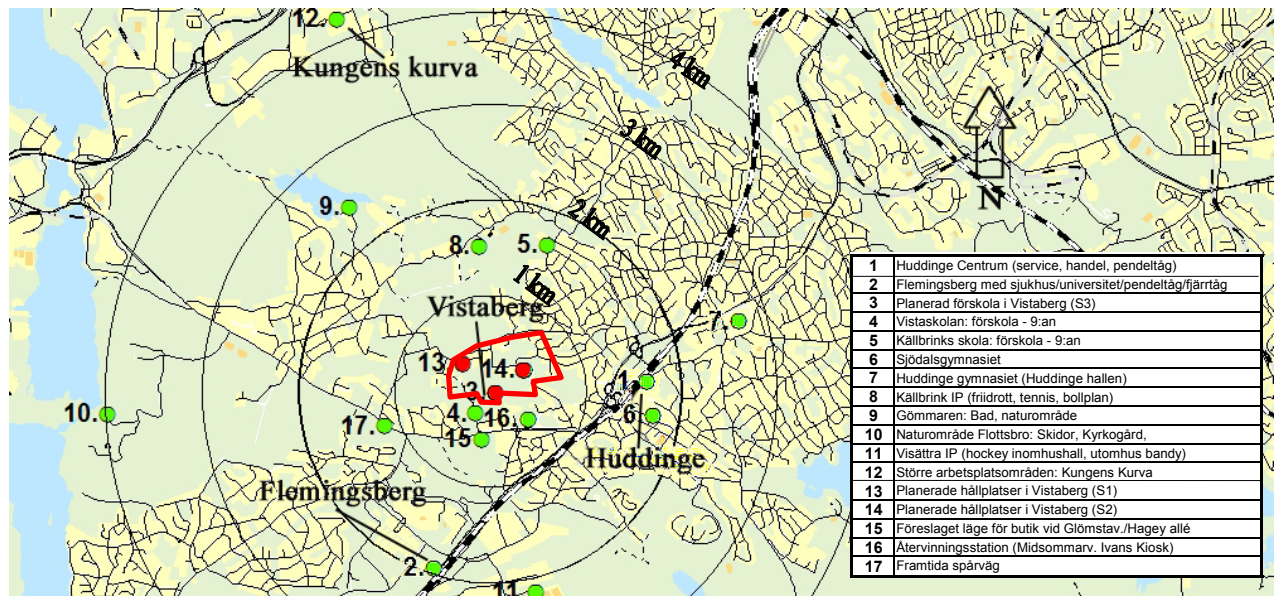 12.
Kungens kurva
4 km
3 km
N
9.
2 km
8.
5.
1 km
Vistaberg
7.
13
14.
1.
3.
10.
4.
16.
6
17.
15
Huddinge
Flemingsberg
2.
11.
1 Huddinge Centrum (service, handel, pendeltåg)
2 Flemingsberg med sjukhus/universitet/pendeltåg/fjärrtåg
3 Planerad förskola i Vistaberg (S3)
4 Vistaskolan: förskola - 9:an
5 Källbrinks skola: förskola - 9:an
6 Sjödalsgymnasiet
7 Huddinge gymnasiet (Huddinge hallen)
8 Källbrink IP (friidrott, tennis, bollplan)
9 Gömmaren: Bad, naturområde
10 Naturområde Flottsbro: Skidor, Kyrkogård,
11 Visättra IP (hockey inomhushall, utomhus bandy)
12 Större arbetsplatsområden: Kungens Kurva
13 Planerade hållplatser i Vistaberg (S1)
14 Planerade hållplatser i Vistaberg (S2)
15 Föreslaget läge för butik vid Glömstav./Hagey allé
16 Återvinningsstation (Midsommarv. Ivans Kiosk)
17 Framtida spårväg